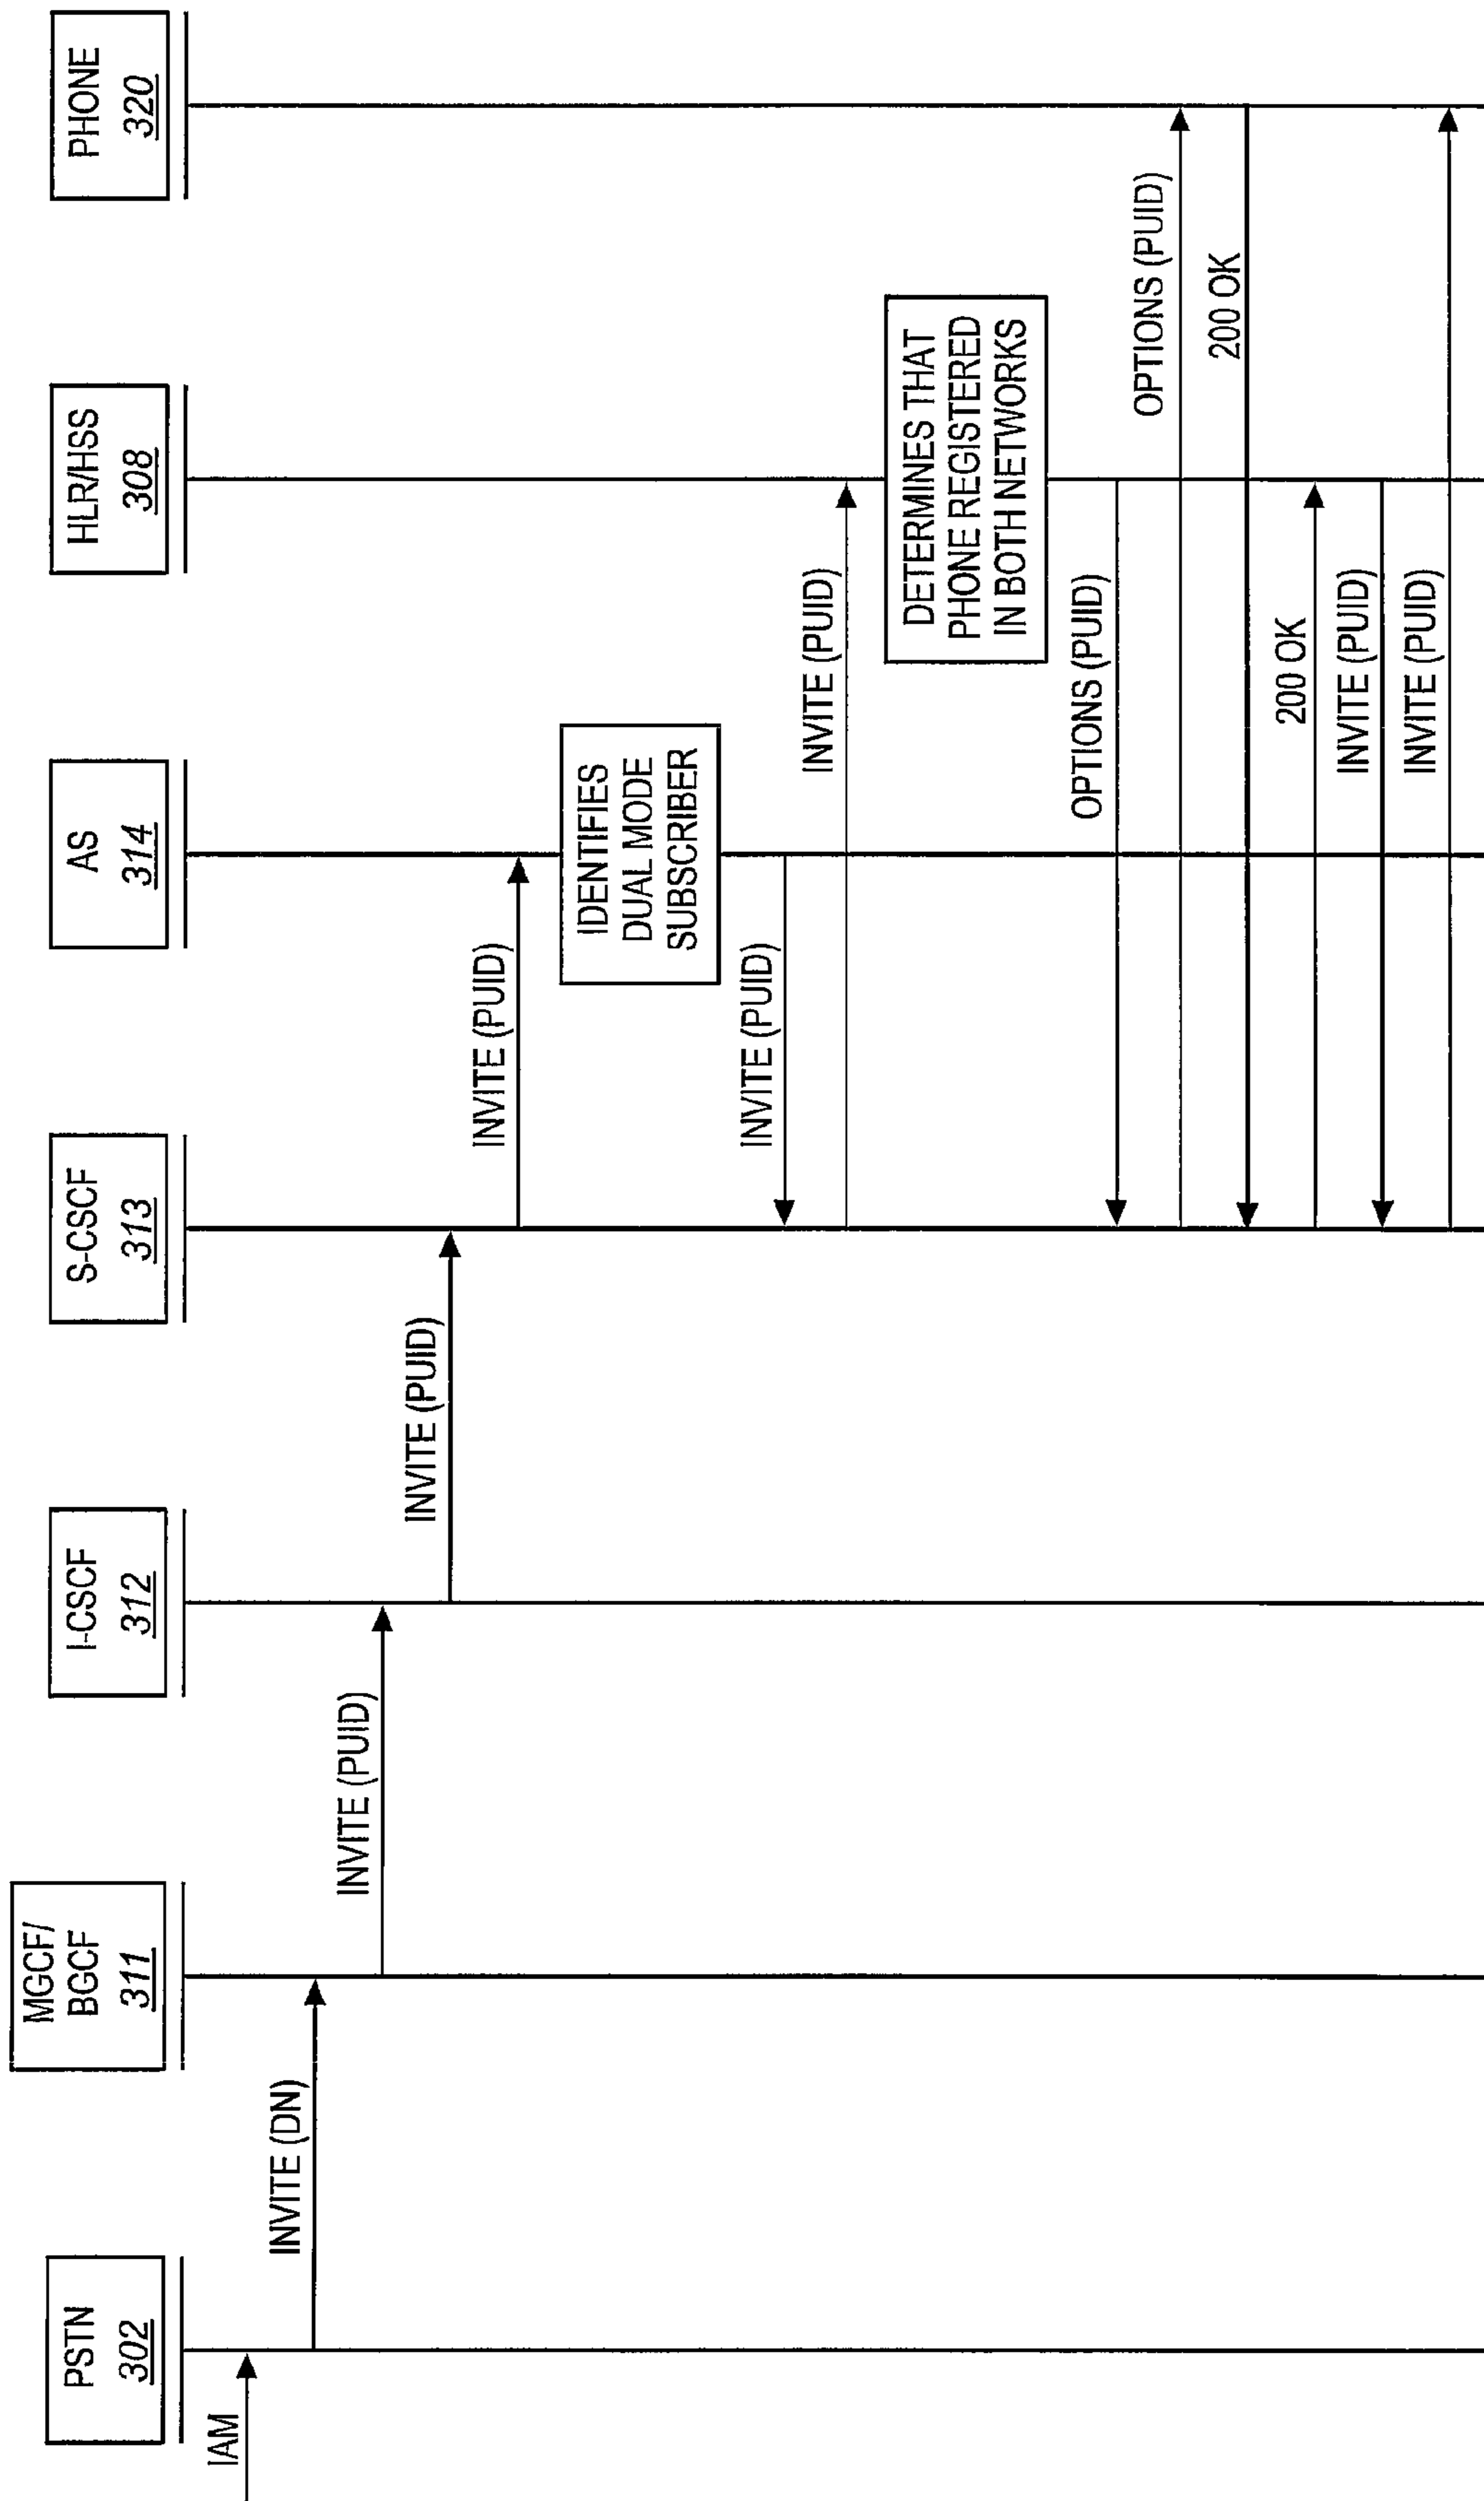 PSTN
302
MGCF/
BGCF
311
I-CSCF
312
S-CSCF
313
AS
314
HLR/HSS
308
PHONE
320
IAM
INVITE (DN)
INVITE (PUID)
INVITE (PUID)
INVITE (PUID)
IDENTIFIES
DUAL MODE
SUBSCRIBER
INVITE (PUID)
INVITE (PUID)
DETERMINES THAT
PHONE REGISTERED
IN BOTH NETWORKS
OPTIONS (PUID)
OPTIONS (PUID)
200 OK
200 OK
INVITE (PUID)
INVITE (PUID)